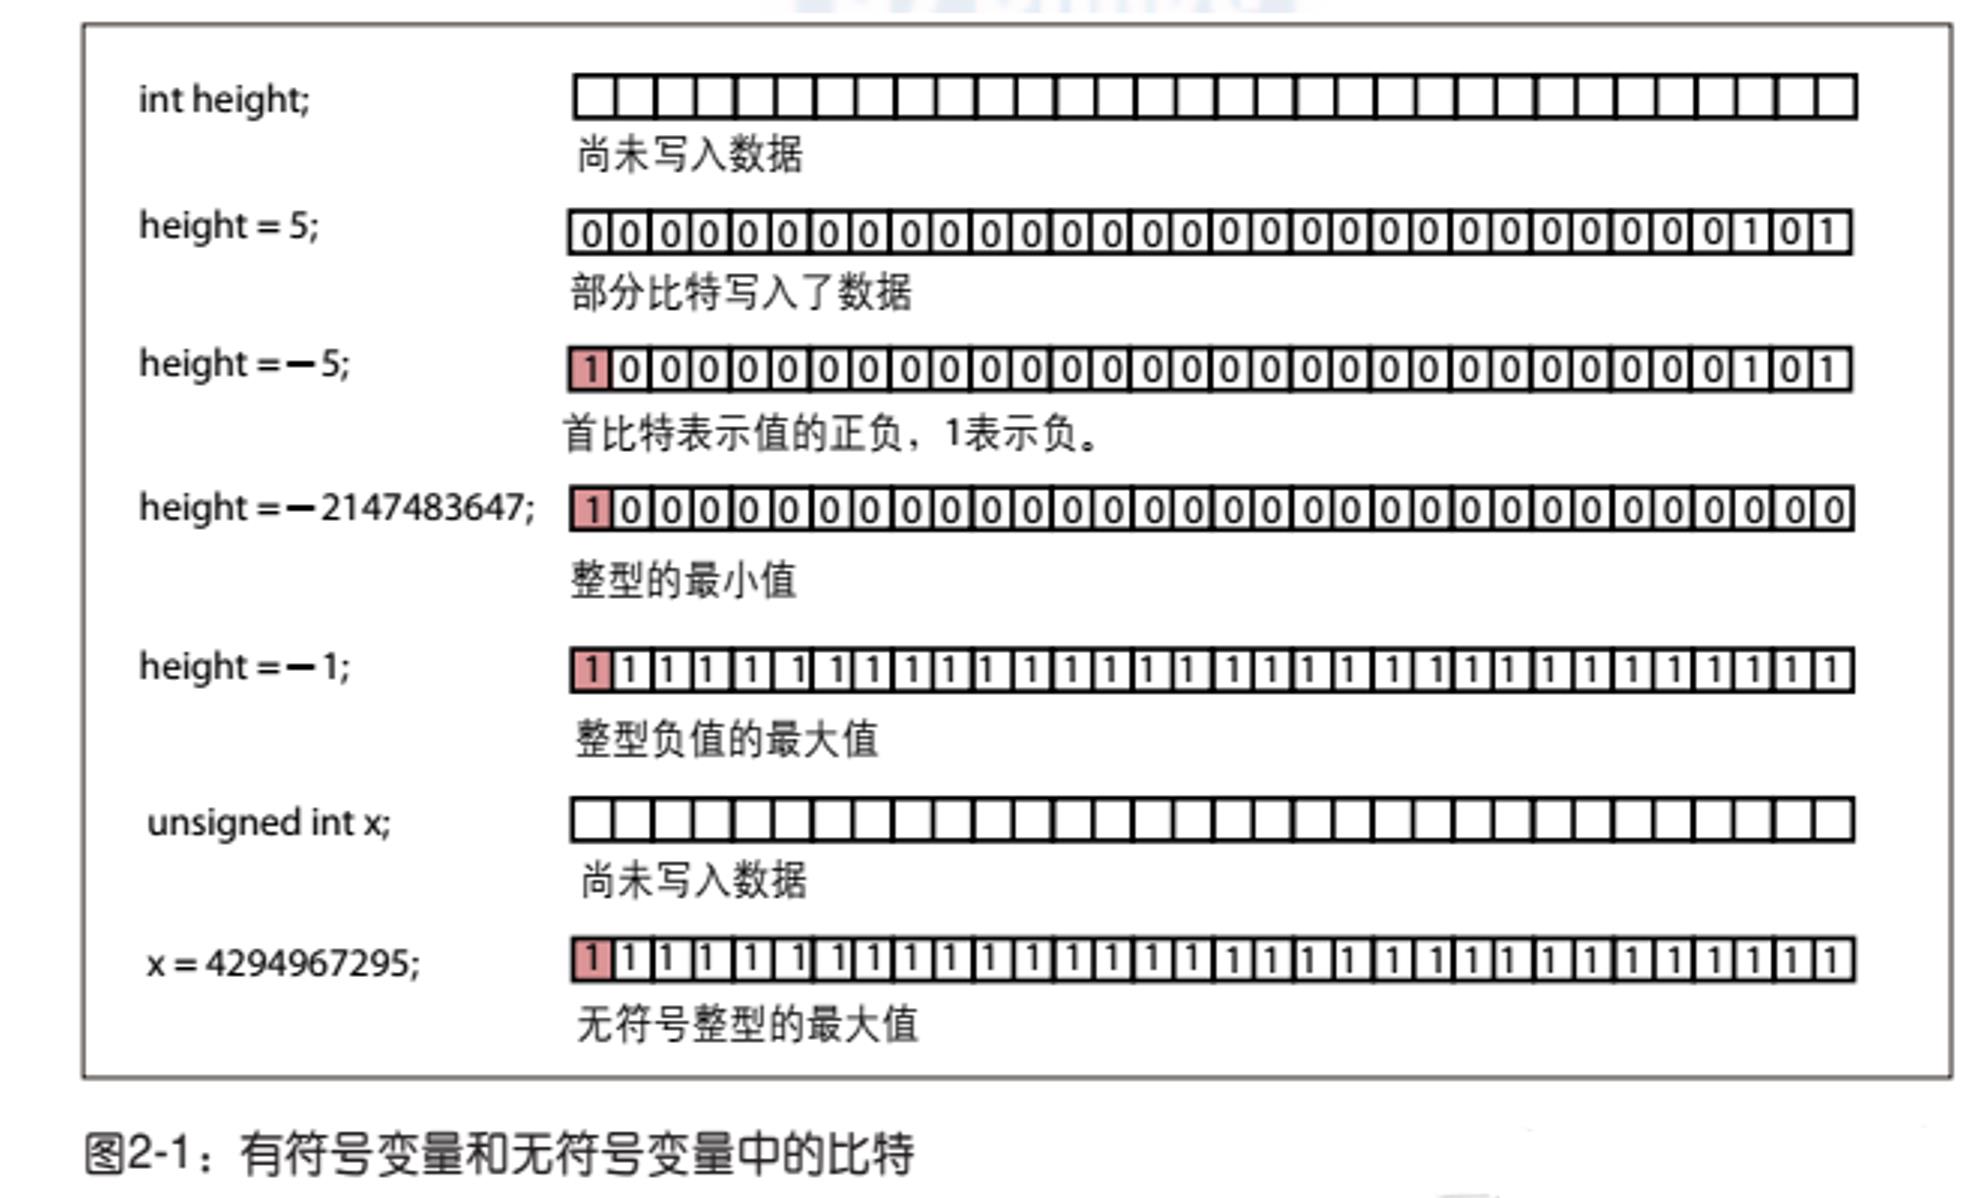 int height;
尚未写入数据
height = 5;
0 0 0 0 0 0 0 0 0 0 0 0 0 0 0 0 0 0 0 0 0 0 0 0 0 0 0 0 0 1 0 1
部分比特写入了数据
height = – 5;
1 0 0 0 0 0 0 0 0 0 0 0 0 0 0 0 0 0 0 0 0 0 0 0 0 0 0 0 0 1 0 1
首比特表示值的正负，1表示负。
height = – 2147483647;
1 0 0 0 0 0 0 0 0 0 0 0 0 0 0 0 0 0 0 0 0 0 0 0 0 0 0 0 0 0 0 0
整型的最小值
height = – 1;
1 1 1 1 1 1 1 1 1 1 1 1 1 1 1 1 1 1 1 1 1 1 1 1 1 1 1 1 1 1 1 1
整型负值的最大值
unsigned int x;
尚未写入数据
x = 4294967295;
1 1 1 1 1 1 1 1 1 1 1 1 1 1 1 1 1 1 1 1 1 1 1 1 1 1 1 1 1 1 1 1
无符号整型的最大值
图2-1：有符号变量和无符号变量中的比特